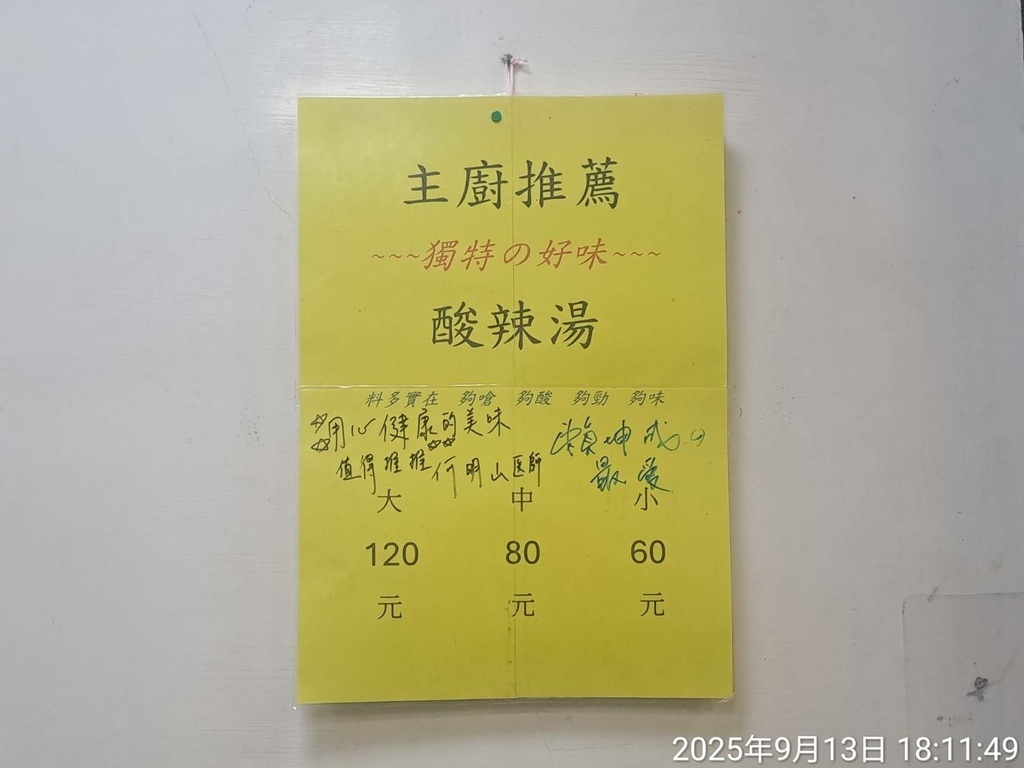 主廚推薦
~~~獨特の好味~~~
酸辣湯
料多實在 夠嗆 夠酸 夠勁 夠味
用心健康的美味
值得推推 何明山医師
賴坤成の
最愛
大 中 小
120 80 60
元 元 元
2025年9月13日 18:11:49